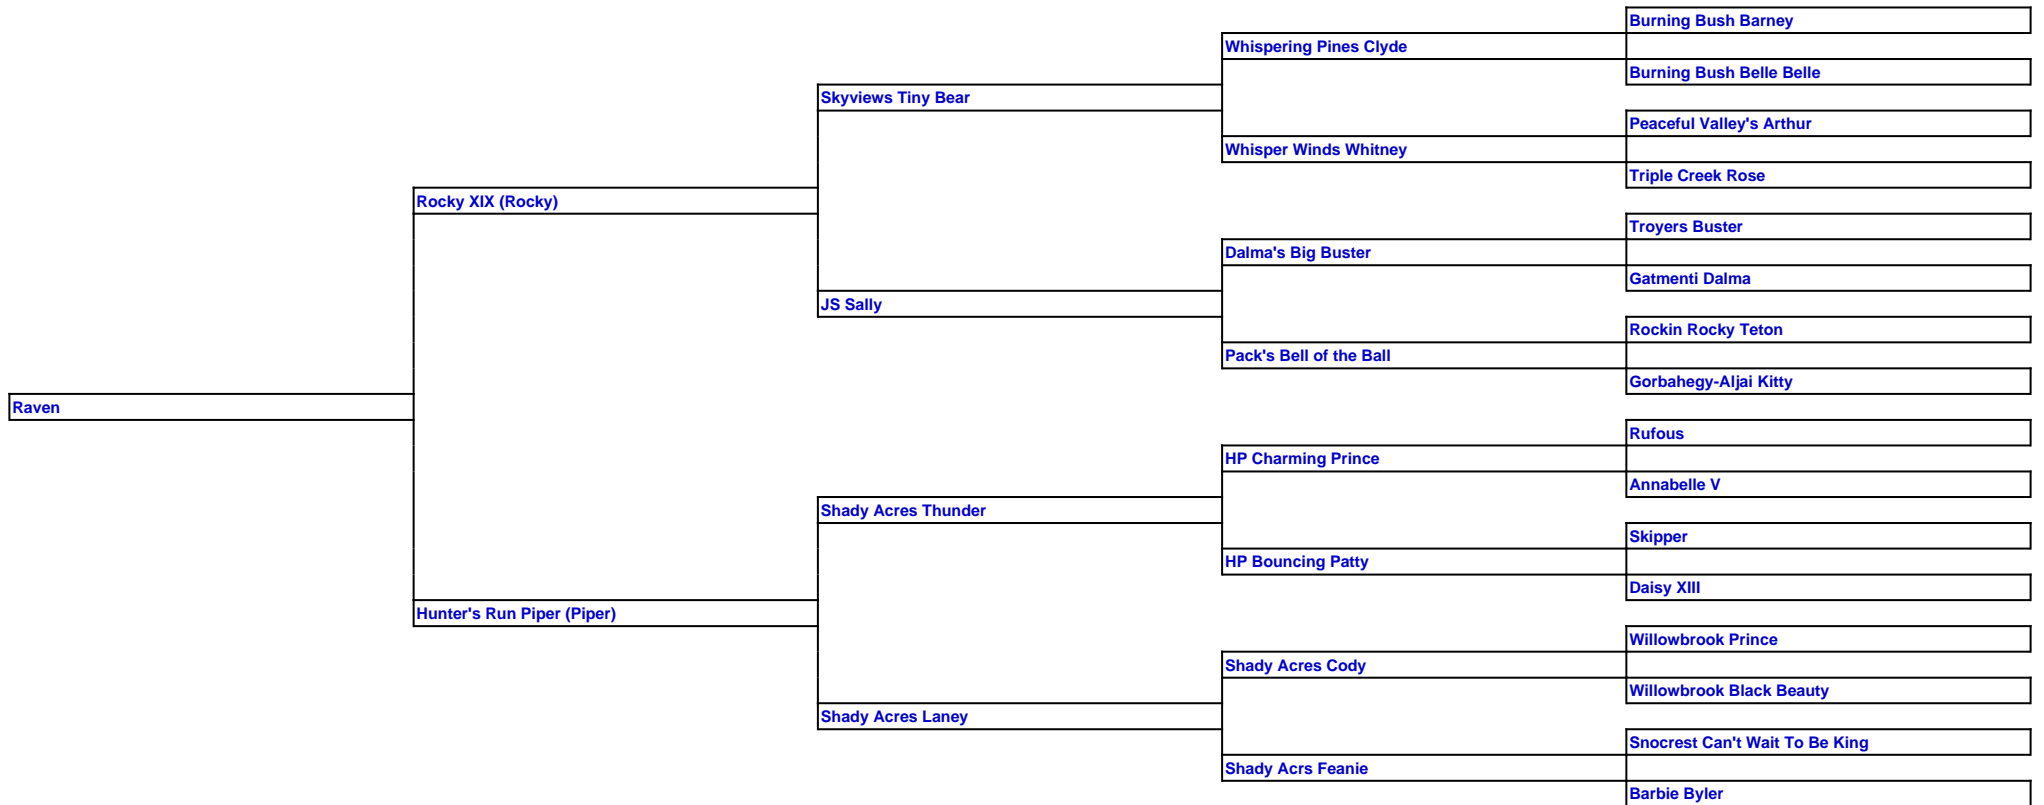 Burning Bush Barney
Whispering Pines Clyde
Burning Bush Belle Belle
Skyviews Tiny Bear
Peaceful Valley's Arthur
Whisper Winds Whitney
Triple Creek Rose
Rocky XIX (Rocky)
Troyers Buster
Dalma's Big Buster
Gatmenti Dalma
JS Sally
Rockin Rocky Teton
Pack's Bell of the Ball
Gorbahegy-Aljai Kitty
Raven
Rufous
HP Charming Prince
Annabelle V
Shady Acres Thunder
Skipper
HP Bouncing Patty
Daisy XIII
Hunter's Run Piper (Piper)
Willowbrook Prince
Shady Acres Cody
Willowbrook Black Beauty
Shady Acres Laney
Snocrest Can't Wait To Be King
Shady Acrs Feanie
Barbie Byler